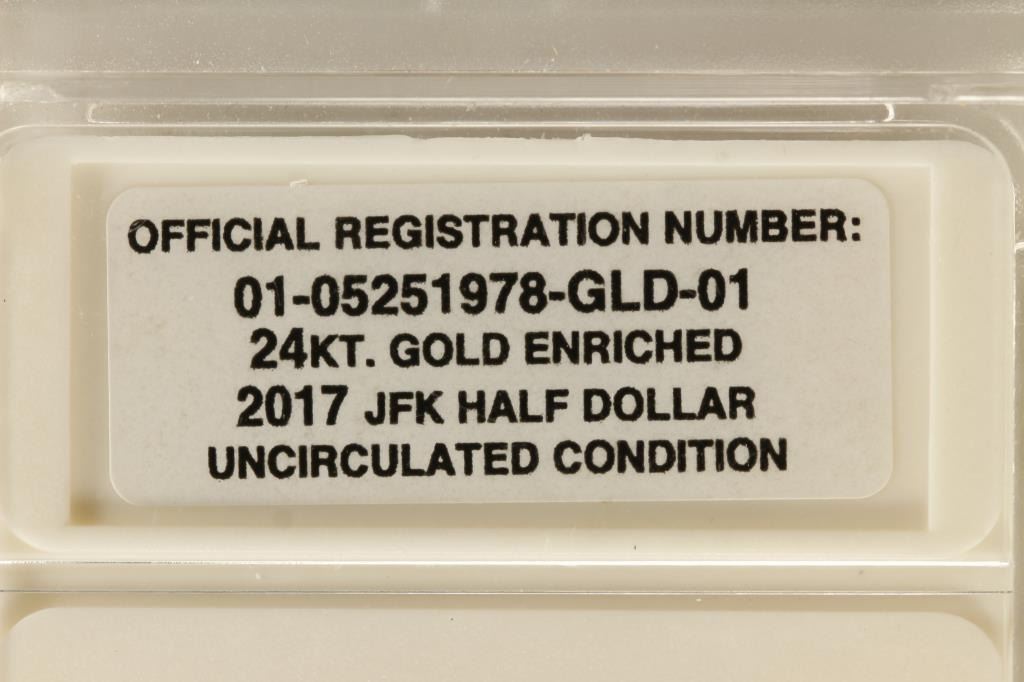 OFFICIAL REGISTRATION NUMBER:
01-05251978-GLD-01
24KT. GOLD ENRICHED
2017 JFK HALF DOLLAR
UNCIRCULATED CONDITION